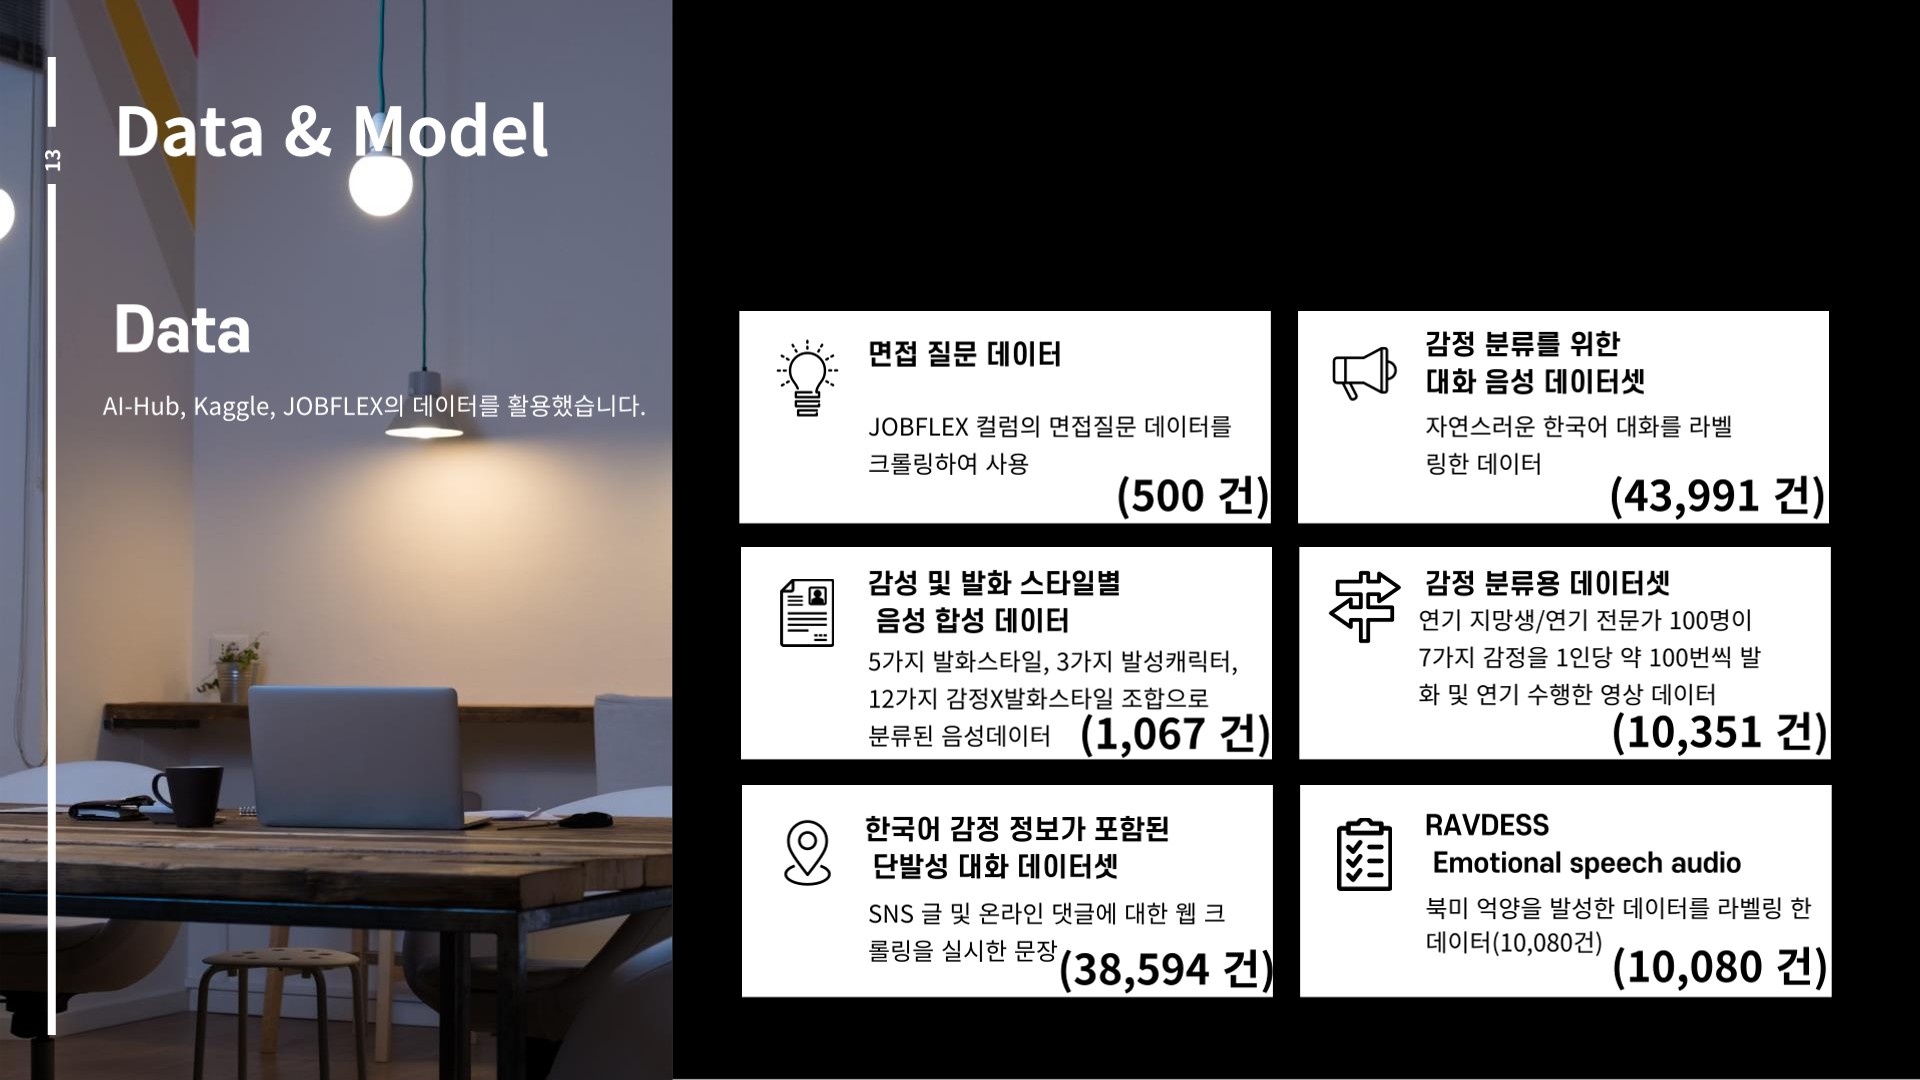 13
Data & Model
Data
AI-Hub, Kaggle, JOBFLEX의 데이터를 활용했습니다.
면접 질문 데이터
JOBFLEX 컬럼의 면접질문 데이터를
크롤링하여 사용
(500 건)
감정 분류를 위한
대화 음성 데이터셋
자연스러운 한국어 대화를 라벨
링한 데이터
(43,991 건)
감성 및 발화 스타일별
음성 합성 데이터
5가지 발화스타일, 3가지 발성캐릭터,
12가지 감정X발화스타일 조합으로
분류된 음성데이터
(1,067 건)
감정 분류용 데이터셋
연기 지망생/연기 전문가 100명이
7가지 감정을 1인당 약 100번씩 발
화 및 연기 수행한 영상 데이터
(10,351 건)
한국어 감정 정보가 포함된
단발성 대화 데이터셋
SNS 글 및 온라인 댓글에 대한 웹 크
롤링을 실시한 문장
(38,594 건)
RAVDESS
Emotional speech audio
북미 억양을 발성한 데이터를 라벨링 한
데이터(10,080건)
(10,080 건)